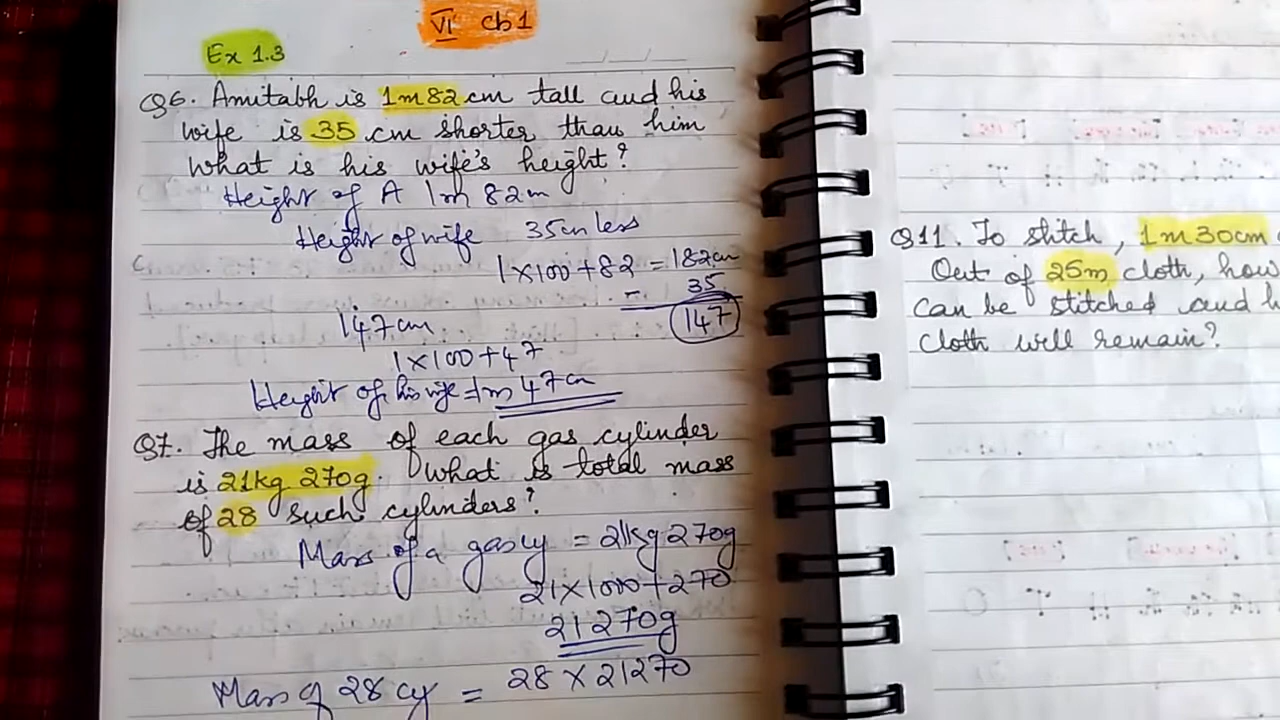 VI Ch 1
Ex 1.3
Q6. Amitabh is 1m 82 cm tall and his
wife is 35 cm shorter than him
What is his wife's height?
Height of A 1m 82m
Height of wife 35cm less
1×100+82 = 182cm
- 35
147
147cm
1×100+47
Height of his wife = 1m 47cm
Q7. The mass of each gas cylinder
is 21kg 270g. What is total mass
of 28 such cylinders?
Mass of a gas cy = 21kg 270g
21×1000+270
21270g
Mass of 28 cy = 28 × 21270
Q11. To stitch, 1m 30cm
Out of 25m cloth, how
can be stitched and h
cloth will remain?